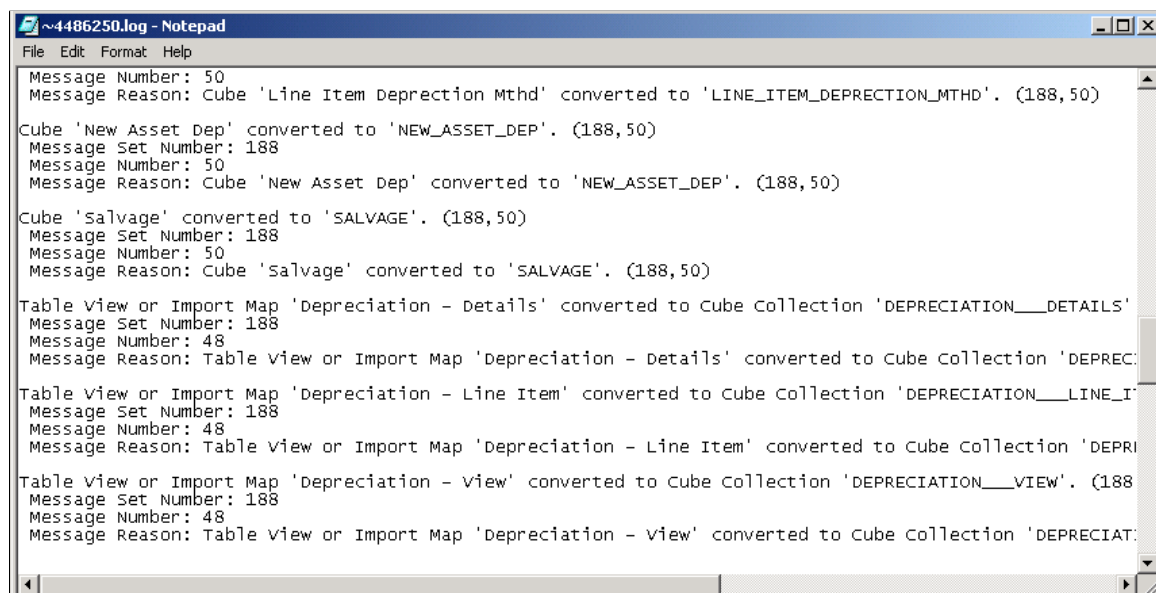 ~4486250.log - Notepad
File Edit Format Help
Message Number: 50
Message Reason: Cube 'Line Item Deprection Mthd' converted to 'LINE_ITEM_DEPRECTION_MTHD'. (188,50)
Cube 'New Asset Dep' converted to 'NEW_ASSET_DEP'. (188,50)
Message Set Number: 188
Message Number: 50
Message Reason: Cube 'New Asset Dep' converted to 'NEW_ASSET_DEP'. (188,50)
Cube 'Salvage' converted to 'SALVAGE'. (188,50)
Message Set Number: 188
Message Number: 50
Message Reason: Cube 'Salvage' converted to 'SALVAGE'. (188,50)
Table View or Import Map 'Depreciation - Details' converted to Cube Collection 'DEPRECIATION___DETAILS'
Message Set Number: 188
Message Number: 48
Message Reason: Table View or Import Map 'Depreciation - Details' converted to Cube Collection 'DEPREC
Table View or Import Map 'Depreciation - Line Item' converted to Cube Collection 'DEPRECIATION___LINE_I
Message Set Number: 188
Message Number: 48
Message Reason: Table View or Import Map 'Depreciation - Line Item' converted to Cube Collection 'DEPR
Table View or Import Map 'Depreciation - View' converted to Cube Collection 'DEPRECIATION___VIEW'. (188
Message Set Number: 188
Message Number: 48
Message Reason: Table View or Import Map 'Depreciation - View' converted to Cube Collection 'DEPRECIAT